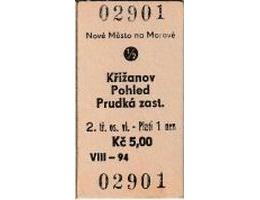 02901
Nové Město na Moravě
½
Křižanov
Pohled
Prudká zast.
2. tř. os. vl. - Platí 1 den
Kč 5,00
VIII - 94
02901